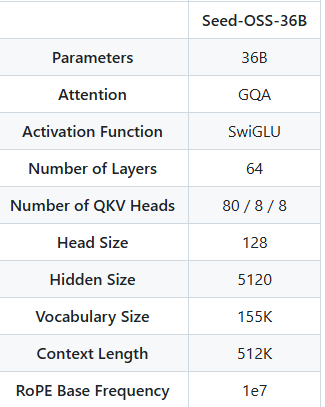 Seed-OSS-36B
Parameters 36B
Attention GQA
Activation Function SwiGLU
Number of Layers 64
Number of QKV Heads 80 / 8 / 8
Head Size 128
Hidden Size 5120
Vocabulary Size 155K
Context Length 512K
RoPE Base Frequency 1e7